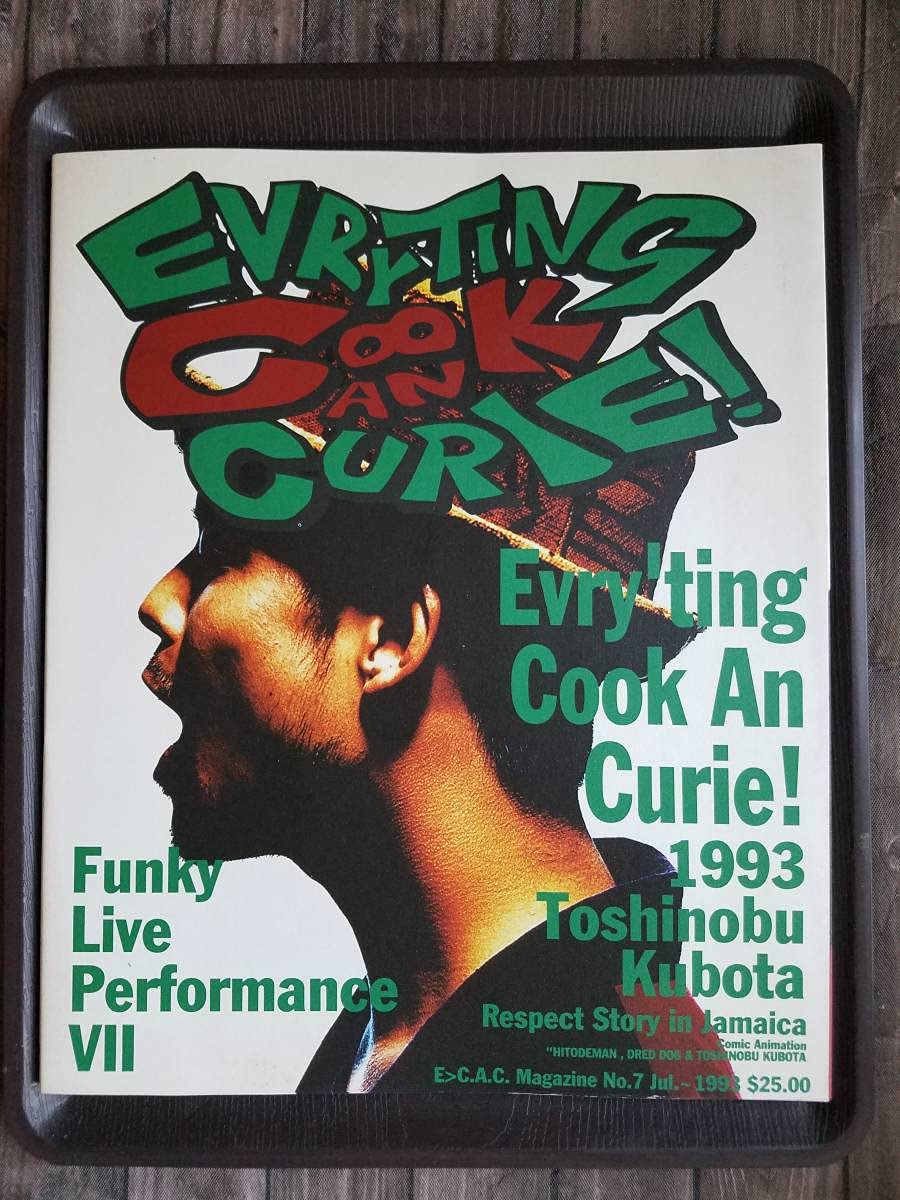 EVRyTiNG
COOK
AN
CURIE!
Evry'ting
Cook An
Curie!
1993
Toshinobu
Kubota
Respect Story in Jamaica
Comic Animation
"HITODEMAN , DRED DOG & TOSHINOBU KUBOTA
E>C.A.C. Magazine No.7 Jul.~1993 $25.00
Funky
Live
Performance
VII